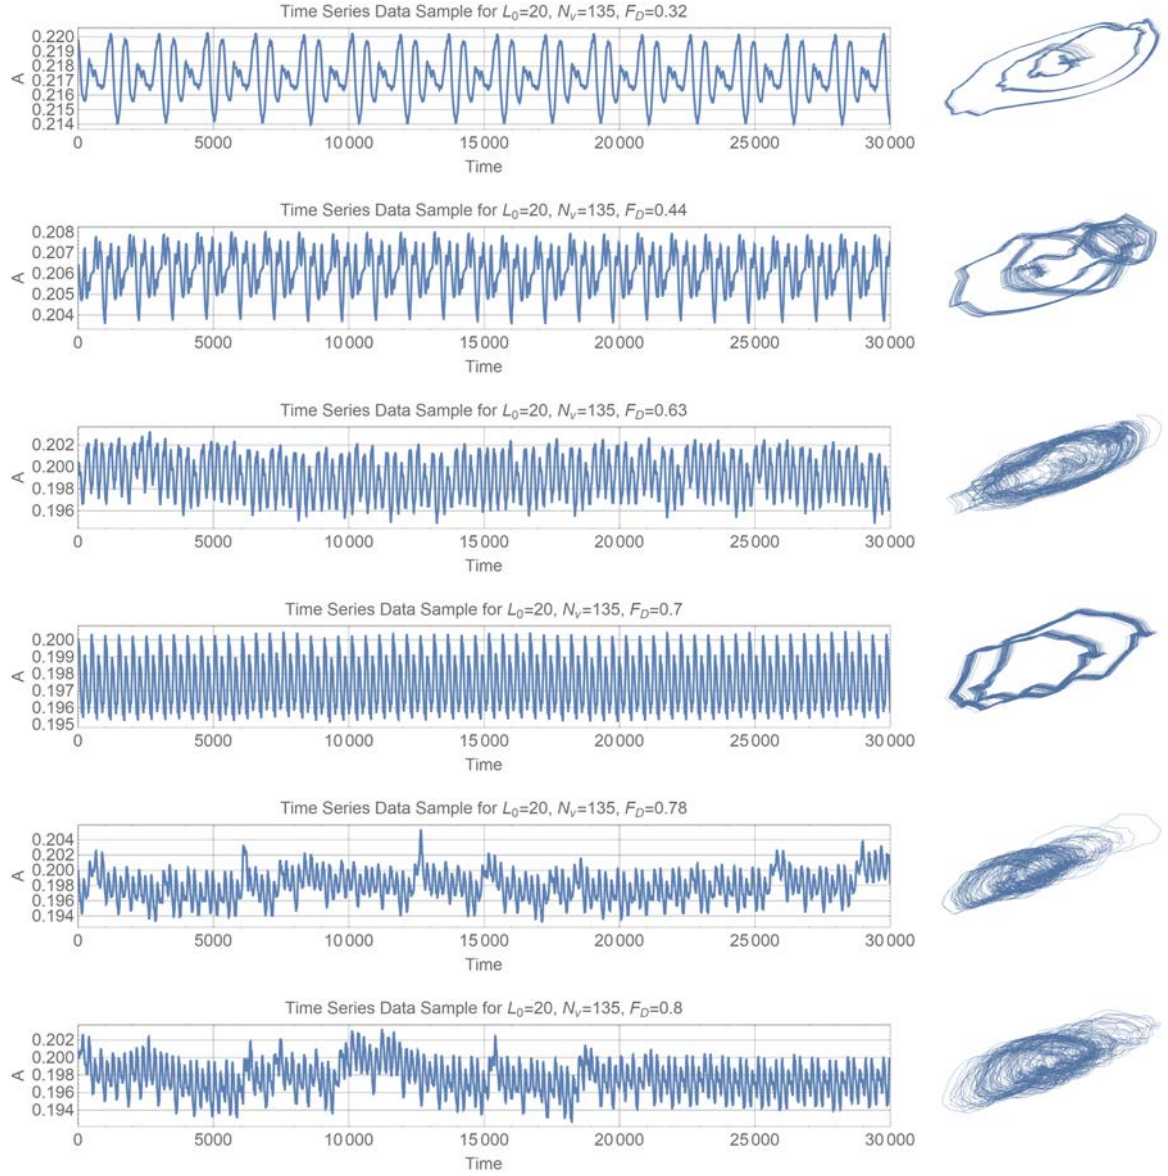 Time Series Data Sample for L₀=20, Nᵥ=135, F_D=0.32
0.220
0.219
0.217
0.216
0.215
0.214
A
0 5000 10 000 15 000 20 000 25 000 30 000
Time
Time Series Data Sample for L₀=20, Nᵥ=135, F_D=0.44
0.208
0.207
0.206
0.205
0.204
A
0 5000 10 000 15 000 20 000 25 000 30 000
Time
Time Series Data Sample for L₀=20, Nᵥ=135, F_D=0.63
0.202
0.200
0.198
0.196
A
0 5000 10 000 15 000 20 000 25 000 30 000
Time
Time Series Data Sample for L₀=20, Nᵥ=135, F_D=0.7
0.200
0.199
0.198
0.197
0.196
0.195
A
0 5000 10 000 15 000 20 000 25 000 30 000
Time
Time Series Data Sample for L₀=20, Nᵥ=135, F_D=0.78
0.204
0.202
0.200
0.198
0.196
0.194
A
0 5000 10 000 15 000 20 000 25 000 30 000
Time
Time Series Data Sample for L₀=20, Nᵥ=135, F_D=0.8
0.202
0.200
0.198
0.196
0.194
A
0 5000 10 000 15 000 20 000 25 000 30 000
Time